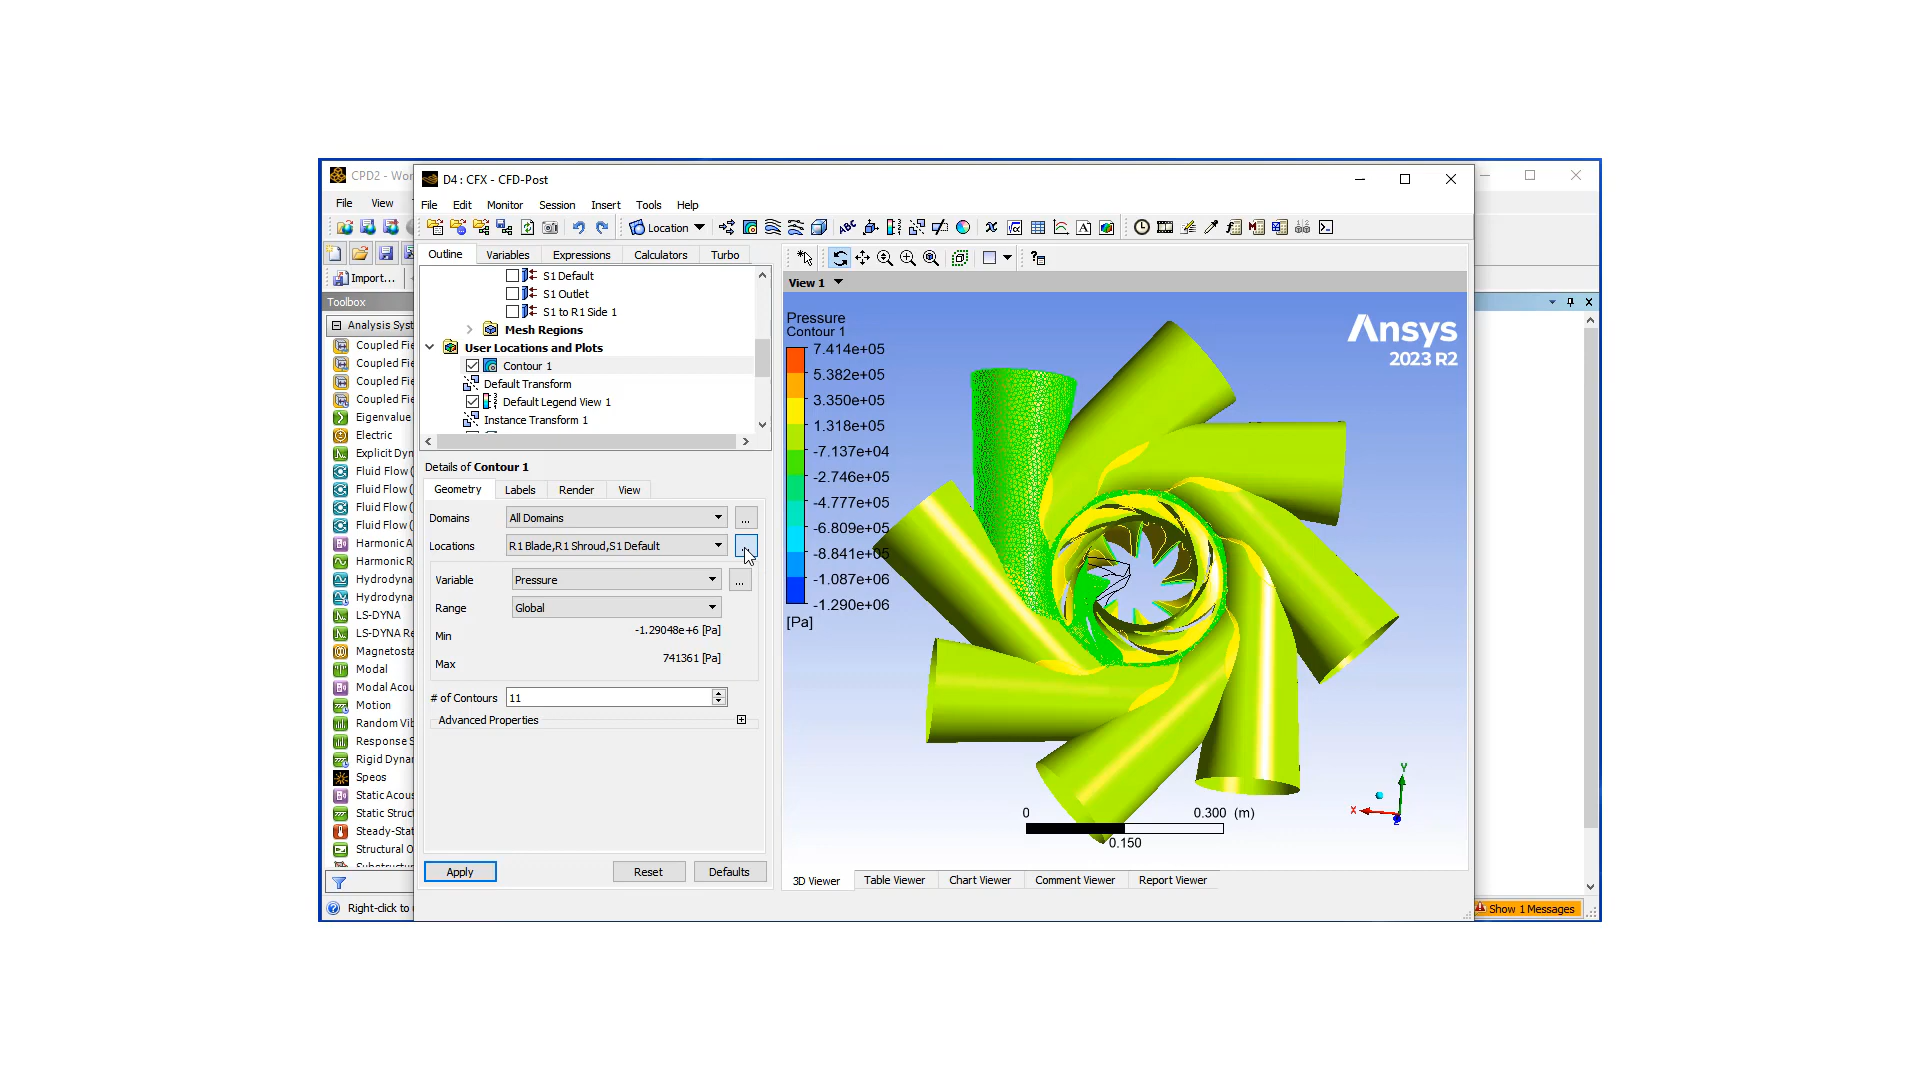 CPD2 - Wor
File View
Import...
Toolbox
Analysis Syst
Coupled Fie
Coupled Fie
Coupled Fie
Coupled Fie
Eigenvalue
Electric
Explicit Dyn
Fluid Flow (
Fluid Flow (
Fluid Flow (
Fluid Flow (
Harmonic A
Harmonic R
Hydrodyna
Hydrodyna
LS-DYNA
LS-DYNA Re
Magnetosta
Modal
Modal Acou
Motion
Random Vib
Response S
Rigid Dynar
Speos
Static Acous
Static Struc
Steady-Stat
Structural O
Right-click to
D4 : CFX - CFD-Post
File Edit Monitor Session Insert Tools Help
Location
Outline Variables Expressions Calculators Turbo
S1 Default
S1 Outlet
S1 to R1 Side 1
Mesh Regions
User Locations and Plots
Contour 1
Default Transform
Default Legend View 1
Instance Transform 1
Details of Contour 1
Geometry Labels Render View
Domains All Domains ...
Locations R1 Blade,R1 Shroud,S1 Default
Variable Pressure ...
Range Global
Min -1.29048e+6 [Pa]
Max 741361 [Pa]
# of Contours 11
Advanced Properties
Apply Reset Defaults
View 1
Pressure
Contour 1
7.414e+05
5.382e+05
3.350e+05
1.318e+05
-7.137e+04
-2.746e+05
-4.777e+05
-6.809e+05
-8.841e+05
-1.087e+06
-1.290e+06
[Pa]
Ansys
2023 R2
Y
X
Z
0 0.300 (m)
0.150
3D Viewer Table Viewer Chart Viewer Comment Viewer Report Viewer
Show 1 Messages